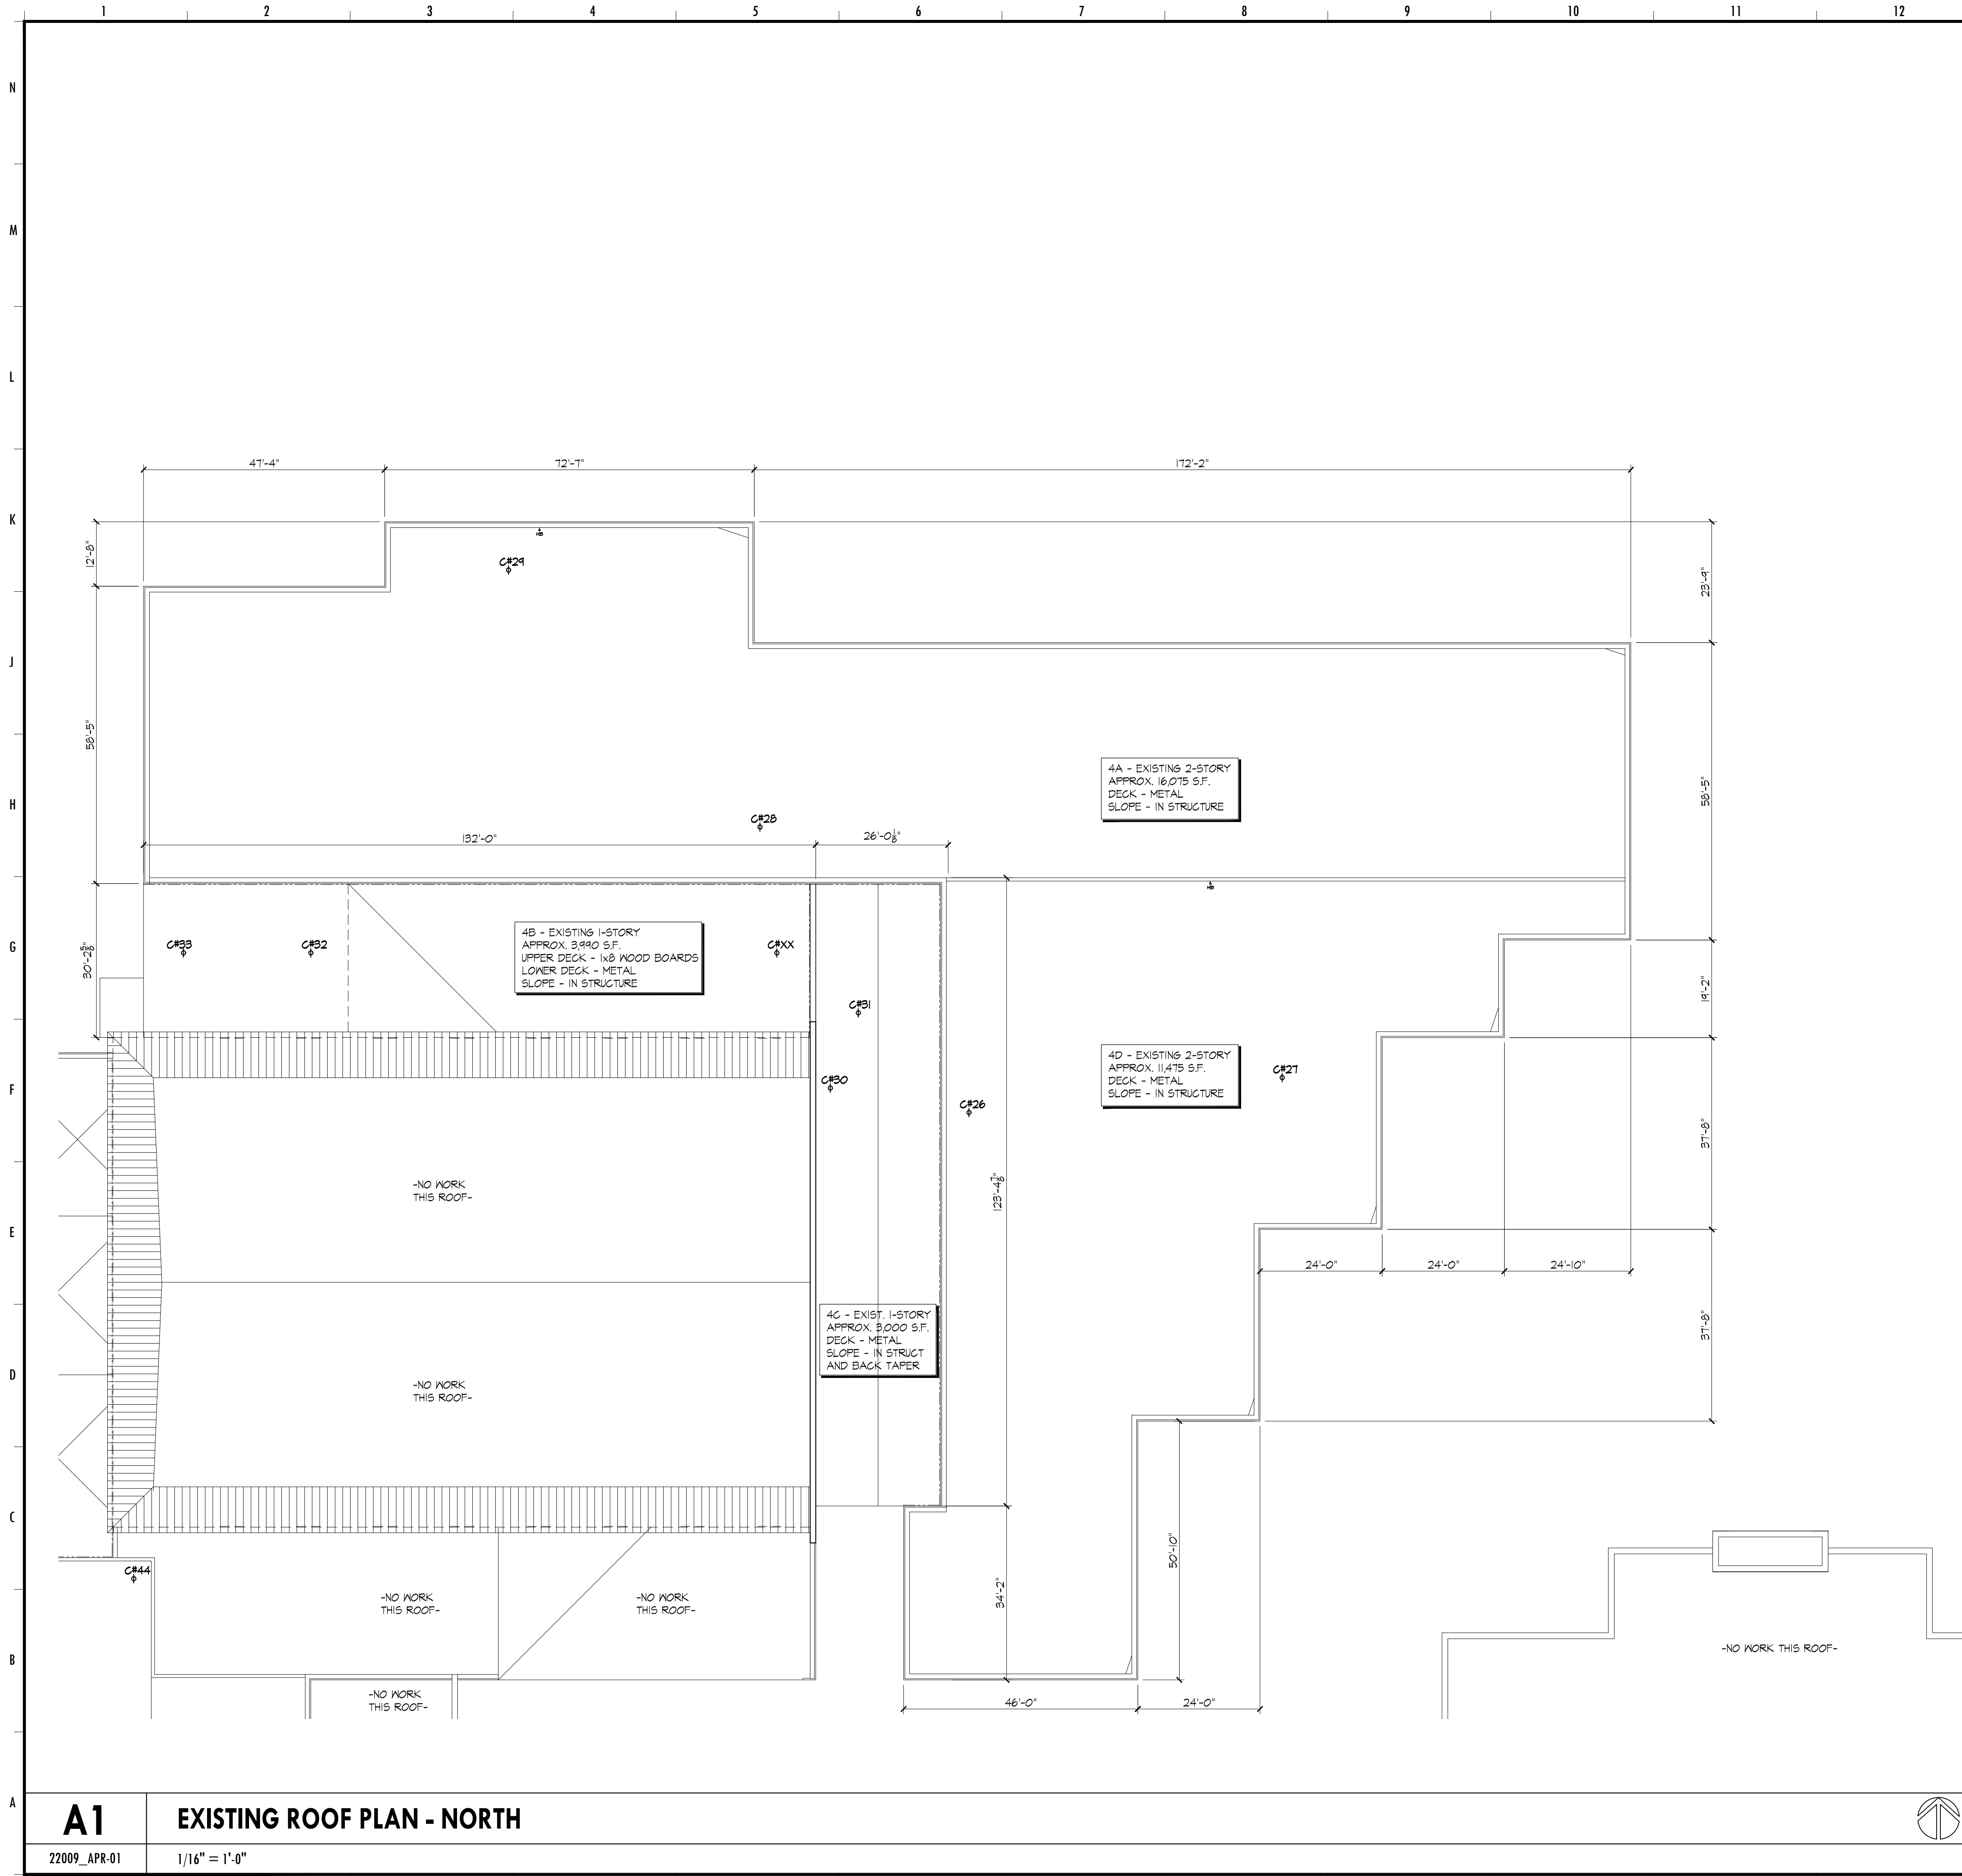 1 2 3 4 5 6 7 8 9 10 11 12
N
M
L
K
J
H
G
F
E
D
C
B
A
47'-4"
72'-7"
172'-2"
12'-8"
58'-5"
30'-2⅝"
C#29
23'-9"
58'-5"
19'-2"
37'-8"
37'-8"
4A - EXISTING 2-STORY
APPROX. 16,075 S.F.
DECK - METAL
SLOPE - IN STRUCTURE
C#28
132'-0"
26'-0⅛"
HB
HB
C#33
C#32
4B - EXISTING 1-STORY
APPROX. 3,990 S.F.
UPPER DECK - 1x8 WOOD BOARDS
LOWER DECK - METAL
SLOPE - IN STRUCTURE
C#XX
C#31
C#30
C#26
4D - EXISTING 2-STORY
APPROX. 11,475 S.F.
DECK - METAL
SLOPE - IN STRUCTURE
C#27
123'-4⅞"
-NO WORK
THIS ROOF-
24'-0"
24'-0"
24'-10"
4C - EXIST. 1-STORY
APPROX. 3,000 S.F.
DECK - METAL
SLOPE - IN STRUCT
AND BACK TAPER
-NO WORK
THIS ROOF-
C#44
-NO WORK
THIS ROOF-
-NO WORK
THIS ROOF-
34'-2"
50'-10"
-NO WORK THIS ROOF-
-NO WORK
THIS ROOF-
46'-0"
24'-0"
A1
EXISTING ROOF PLAN - NORTH
22009_APR-01
1/16" = 1'-0"